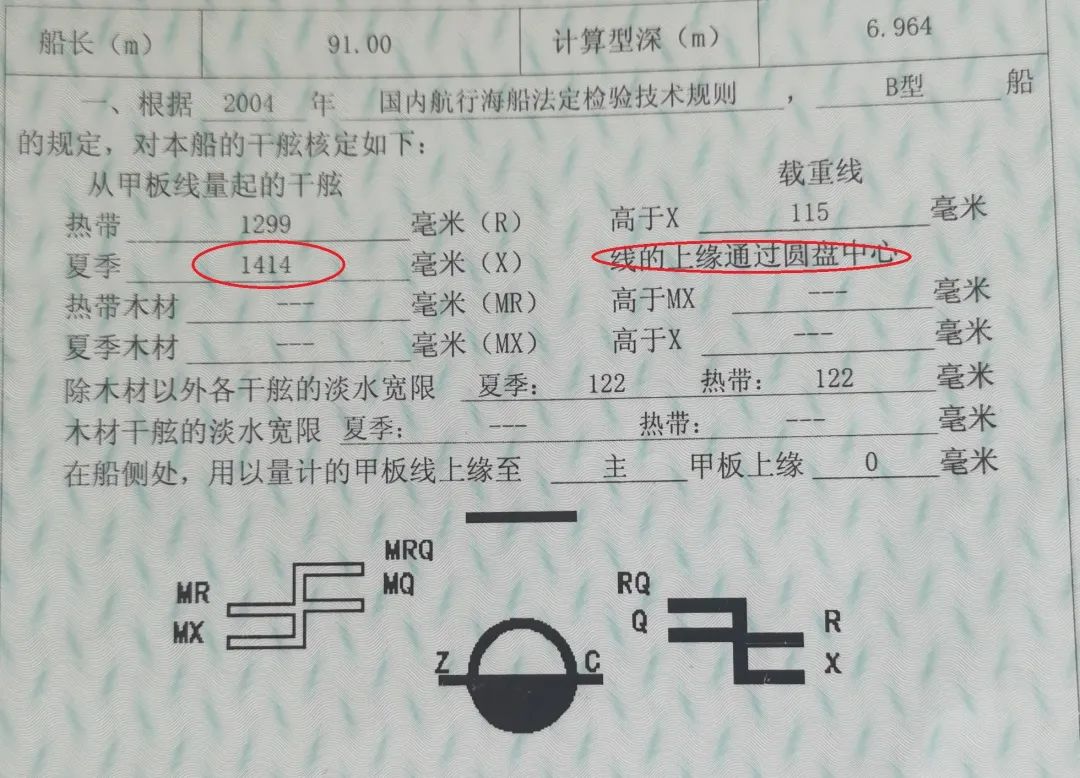 船长（m） 91.00 计算型深（m） 6.964
一、根据 2004 年 国内航行海船法定检验技术规则 ， B型 船
的规定，对本船的干舷核定如下：
从甲板线量起的干舷 载重线
热带 1299 毫米（R） 高于X 115 毫米
夏季 1414 毫米（X） 线的上缘通过圆盘中心
热带木材 --- 毫米（MR） 高于MX --- 毫米
夏季木材 --- 毫米（MX） 高于X --- 毫米
除木材以外各干舷的淡水宽限 夏季： 122 热带： 122 毫米
木材干舷的淡水宽限 夏季： --- 热带： --- 毫米
在船侧处，用以量计的甲板线上缘至 主 甲板上缘 0 毫米
MRQ
MR MQ
MX
Z C
RQ
Q R
X